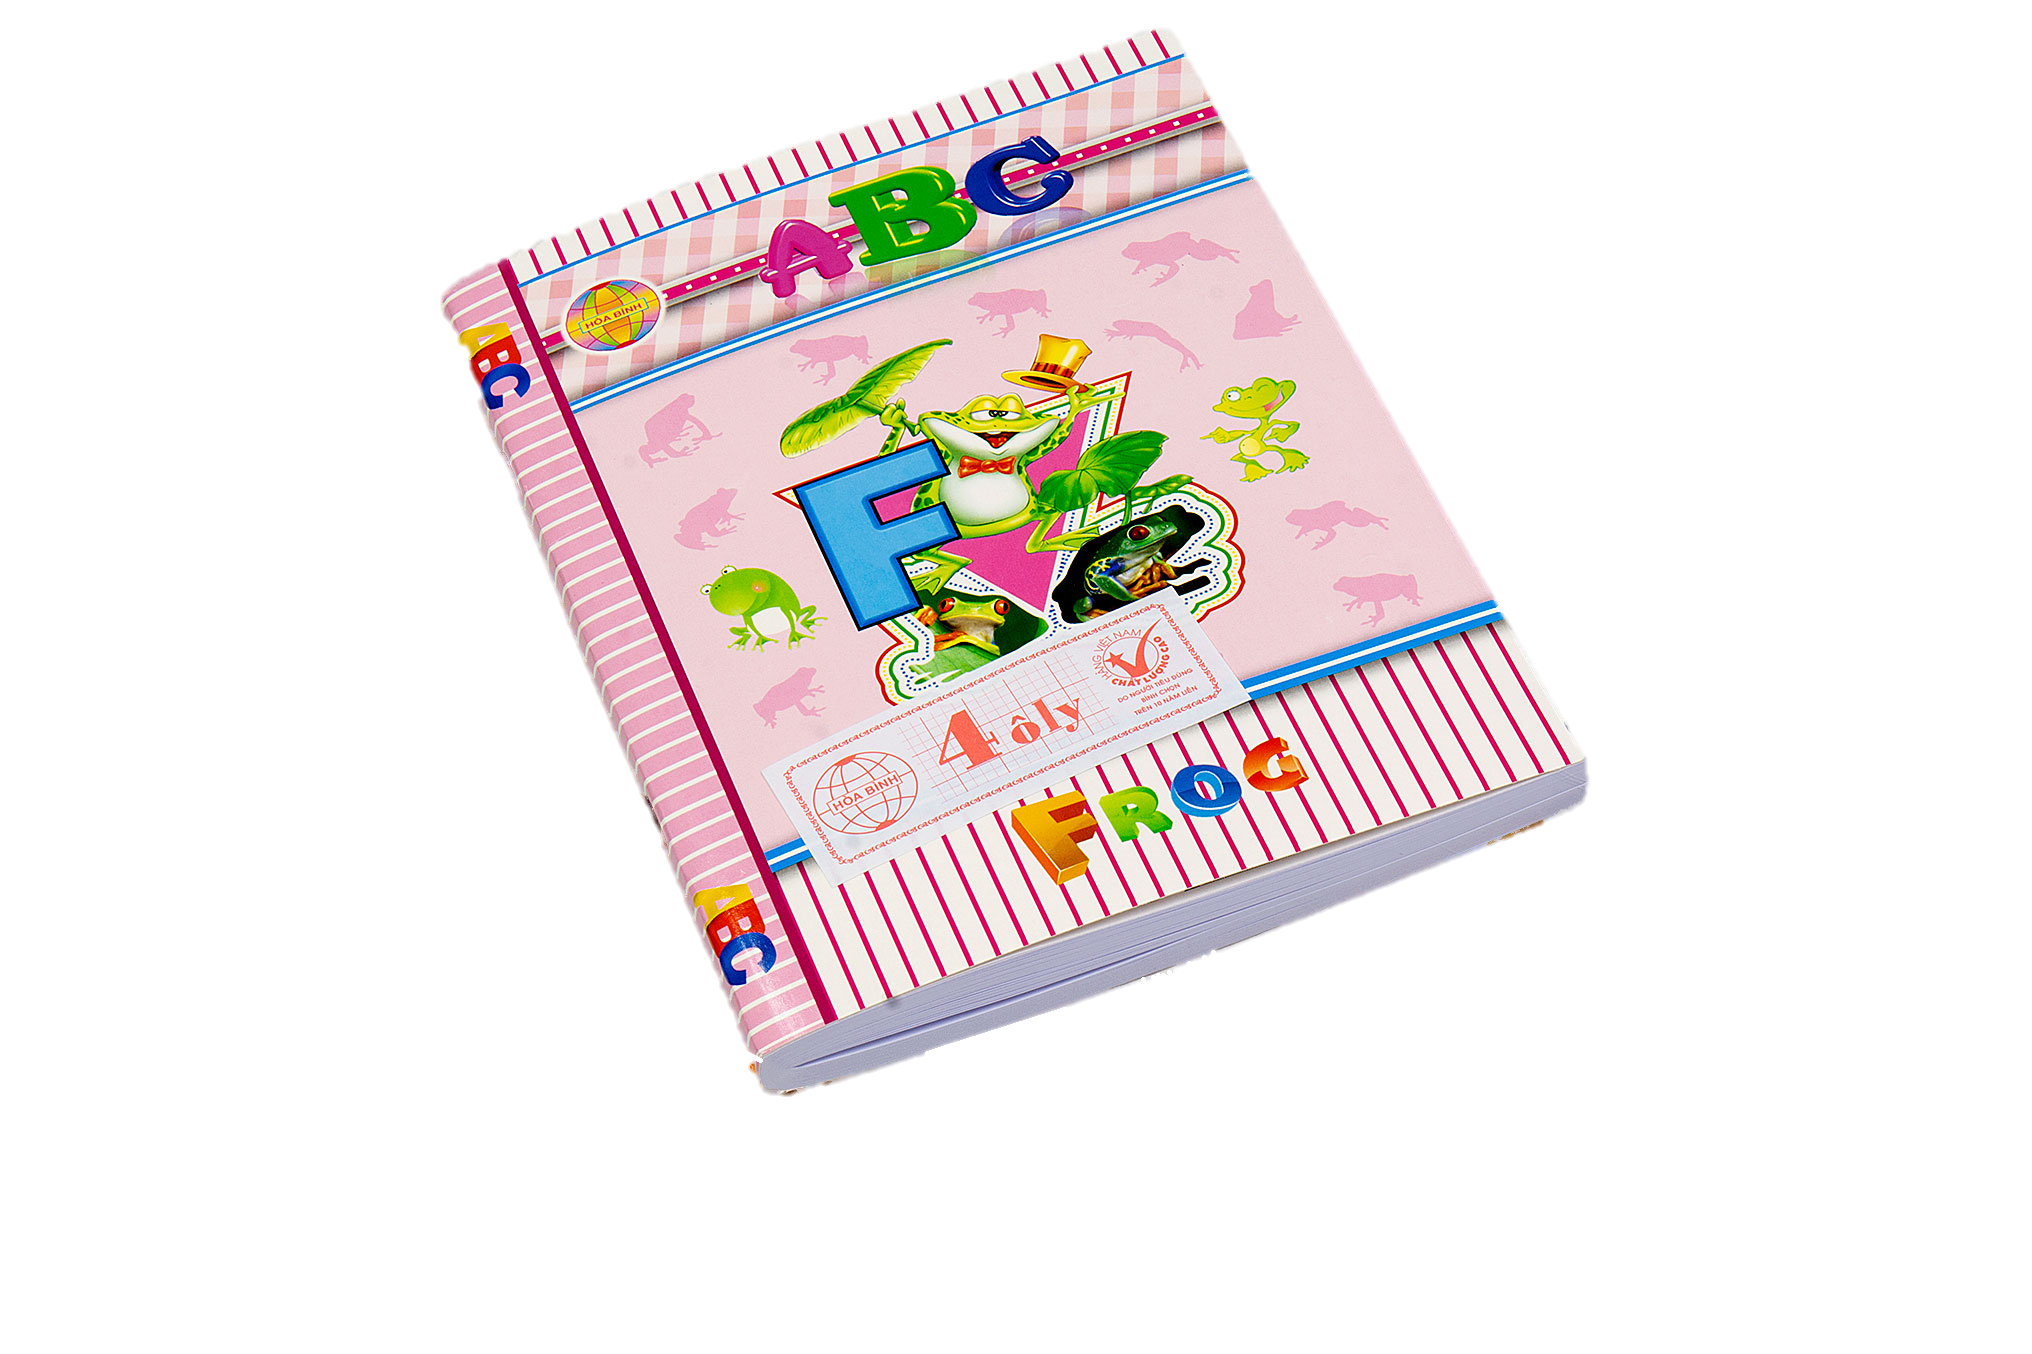 ABC
HÒA BÌNH
ABC
F
HÀNG VIỆT NAM
CHẤT LƯỢNG CAO
DO NGƯỜI TIÊU DÙNG
BÌNH CHỌN
TRÊN 10 NĂM LIỀN
4 ôly
HÒA BÌNH
FROG
ABC